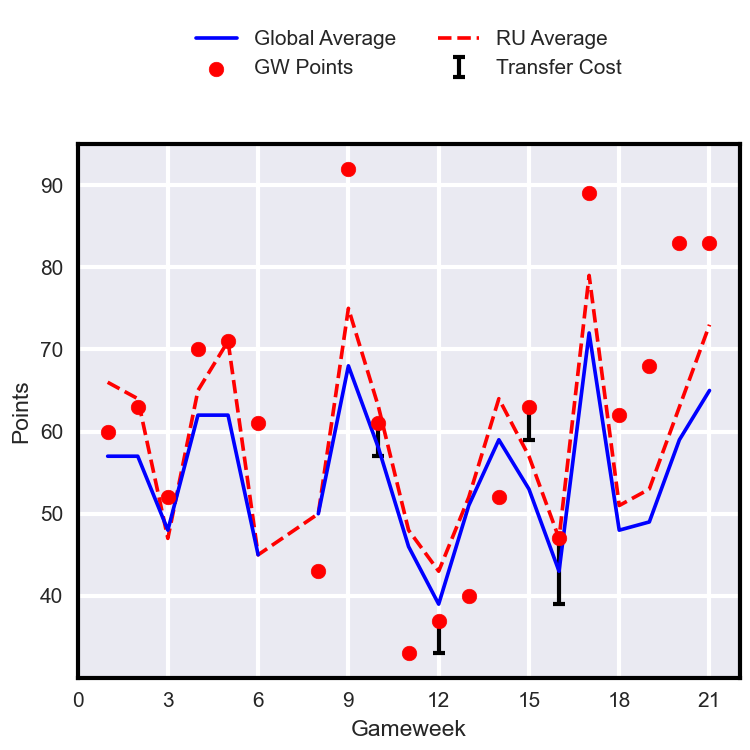 Global Average
RU Average
GW Points
Transfer Cost
90
80
70
60
50
40
Points
0 3 6 9 12 15 18 21
Gameweek